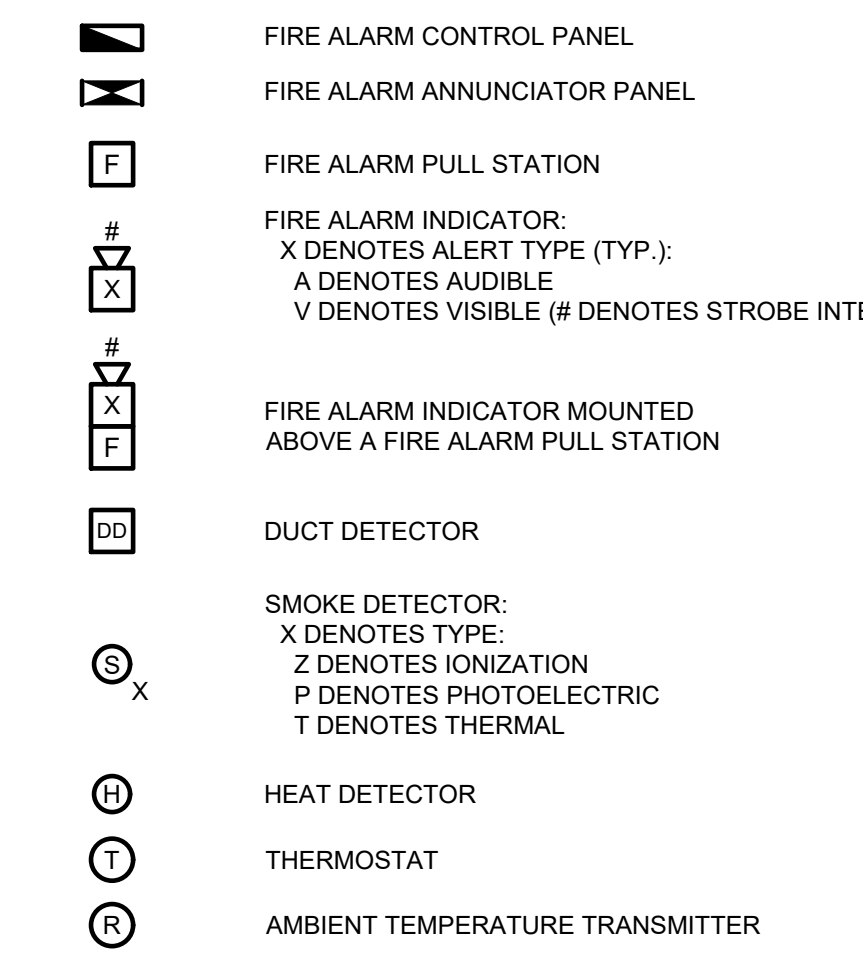 FIRE ALARM CONTROL PANEL
FIRE ALARM ANNUNCIATOR PANEL
F FIRE ALARM PULL STATION
FIRE ALARM INDICATOR:
# X DENOTES ALERT TYPE (TYP.):
X A DENOTES AUDIBLE
V DENOTES VISIBLE (# DENOTES STROBE
#
X FIRE ALARM INDICATOR MOUNTED
F ABOVE A FIRE ALARM PULL STATION
DD DUCT DETECTOR
SMOKE DETECTOR:
X DENOTES TYPE:
S Z DENOTES IONIZATION
X P DENOTES PHOTOELECTRIC
T DENOTES THERMAL
H HEAT DETECTOR
T THERMOSTAT
R AMBIENT TEMPERATURE TRANSMITTER